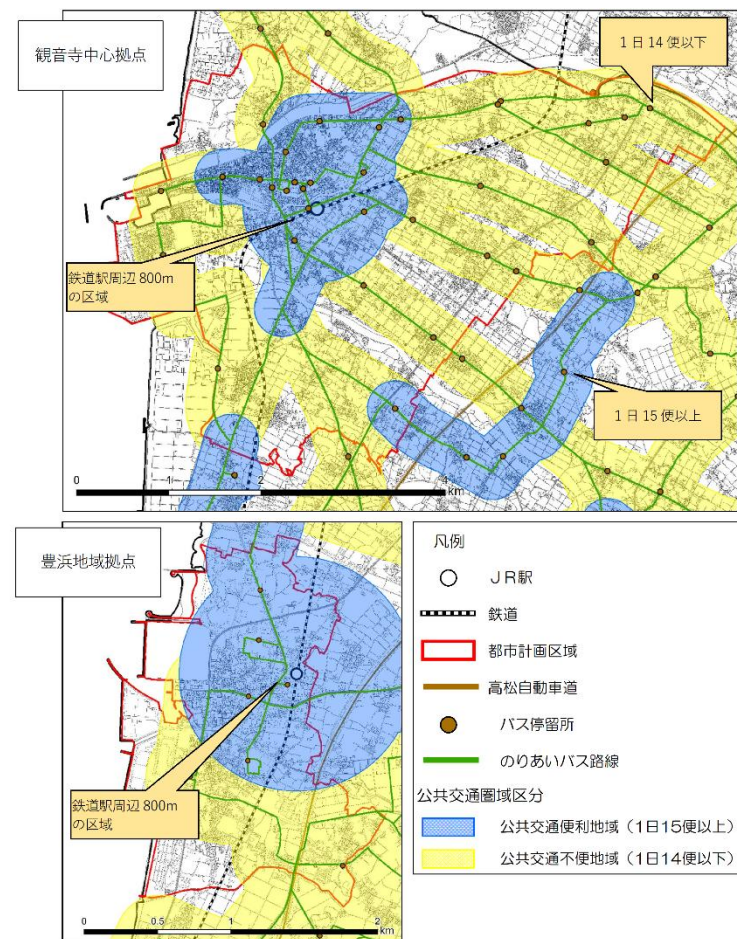 観音寺中心拠点
1日14便以下
鉄道駅周辺800m
の区域
1日15便以上
0 1 2 4
km
豊浜地域拠点
鉄道駅周辺800m
の区域
0 0.5 1 2
km
凡例
JR駅
鉄道
都市計画区域
高松自動車道
バス停留所
のりあいバス路線
公共交通圏域区分
公共交通便利地域（1日15便以上）
公共交通不便地域（1日14便以下）